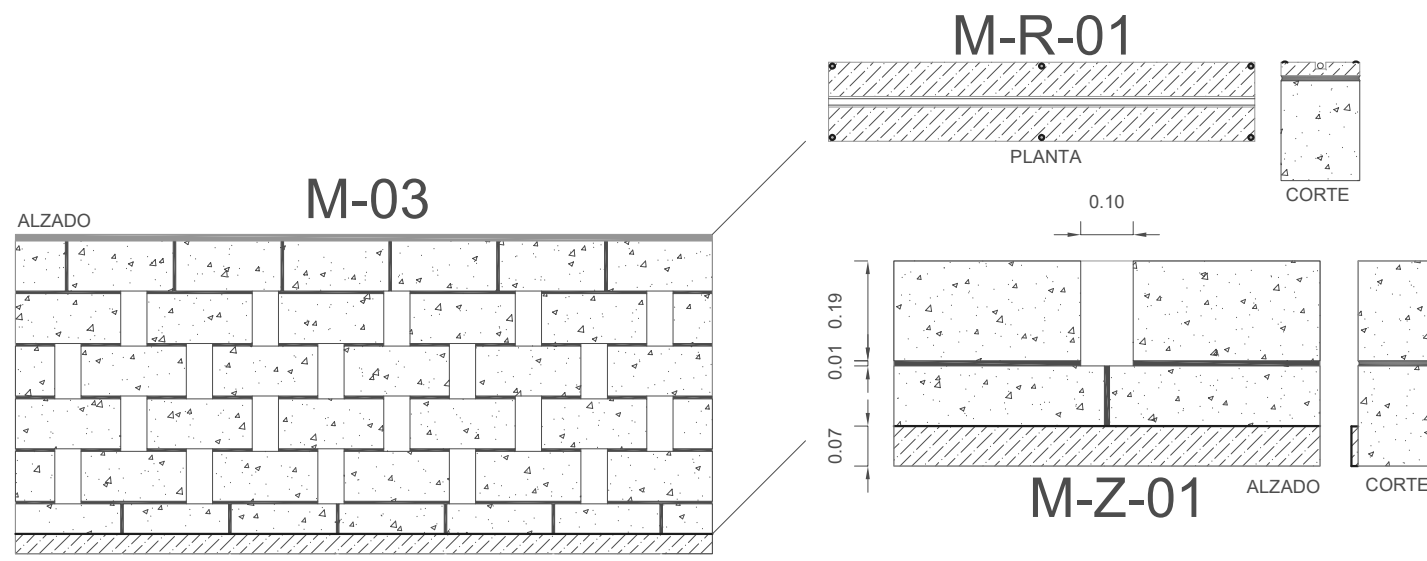 M-R-01
PLANTA
CORTE
M-03
ALZADO
0.10
0.19
0.01
0.07
M-Z-01
ALZADO
CORTE